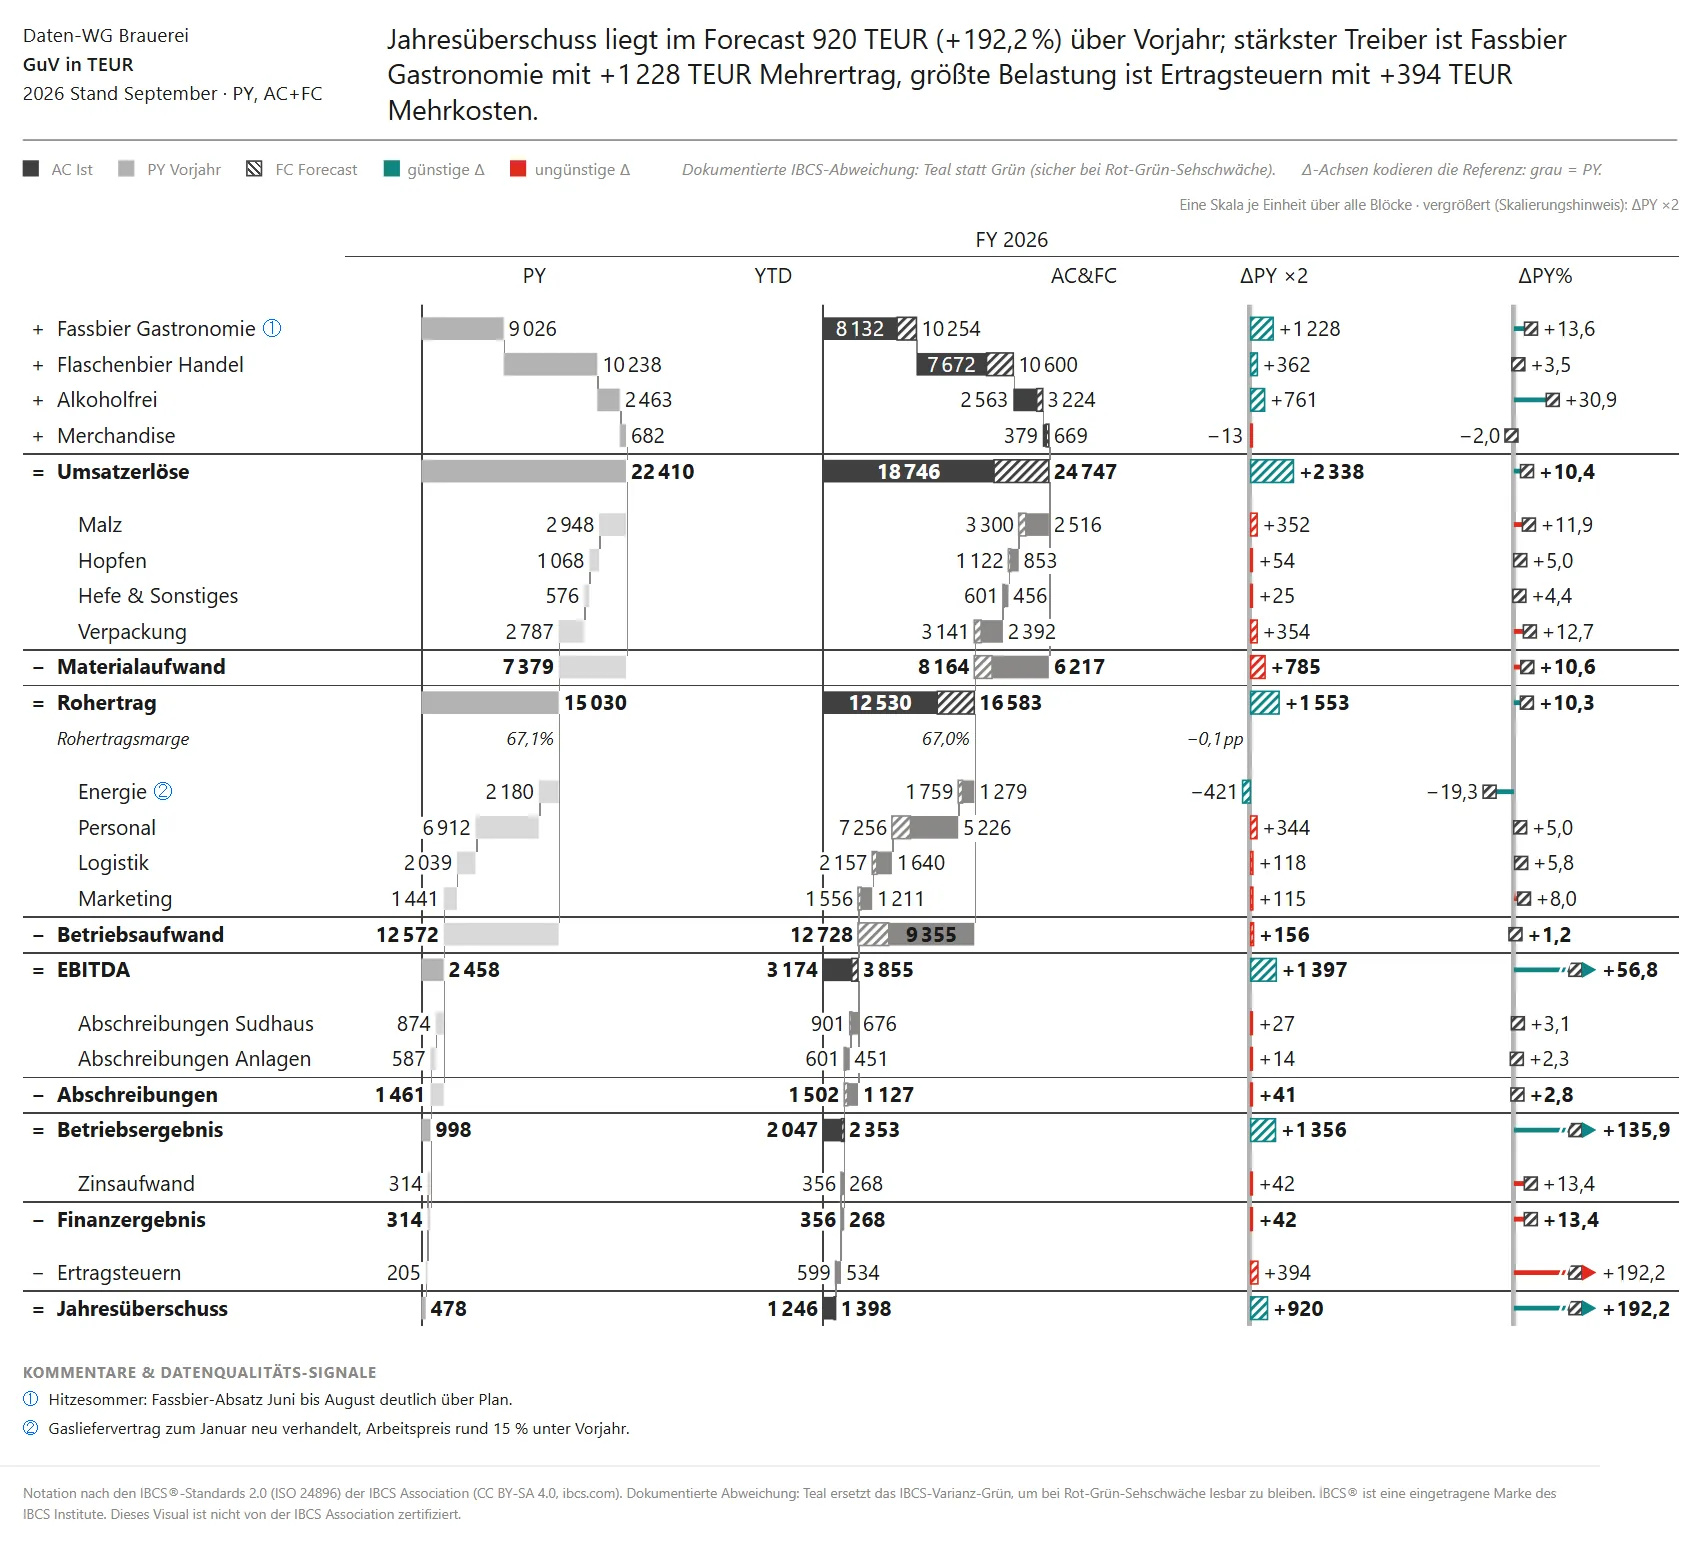 Daten-WG Brauerei
GuV in TEUR
2026 Stand September · PY, AC+FC
Jahresüberschuss liegt im Forecast 920 TEUR (+192,2 %) über Vorjahr; stärkster Treiber ist Fassbier
Gastronomie mit +1 228 TEUR Mehrertrag, größte Belastung ist Ertragsteuern mit +394 TEUR
Mehrkosten.
AC Ist PY Vorjahr FC Forecast günstige Δ ungünstige Δ Dokumentierte IBCS-Abweichung: Teal statt Grün (sicher bei Rot-Grün-Sehschwäche). Δ-Achsen kodieren die Referenz: grau = PY.
Eine Skala je Einheit über alle Blöcke · vergrößert (Skalierungshinweis): ΔPY ×2
FY 2026
PY YTD AC&FC ΔPY ×2 ΔPY%
+ Fassbier Gastronomie ① 9 026 8 132 10 254 +1 228 +13,6
+ Flaschenbier Handel 10 238 7 672 10 600 +362 +3,5
+ Alkoholfrei 2 463 2 563 3 224 +761 +30,9
+ Merchandise 682 379 669 −13 −2,0
= Umsatzerlöse 22 410 18 746 24 747 +2 338 +10,4
Malz 2 948 3 300 2 516 +352 +11,9
Hopfen 1 068 1 122 853 +54 +5,0
Hefe & Sonstiges 576 601 456 +25 +4,4
Verpackung 2 787 3 141 2 392 +354 +12,7
− Materialaufwand 7 379 8 164 6 217 +785 +10,6
= Rohertrag 15 030 12 530 16 583 +1 553 +10,3
Rohertragsmarge 67,1% 67,0% −0,1 pp
Energie ② 2 180 1 759 1 279 −421 −19,3
Personal 6 912 7 256 5 226 +344 +5,0
Logistik 2 039 2 157 1 640 +118 +5,8
Marketing 1 441 1 556 1 211 +115 +8,0
− Betriebsaufwand 12 572 12 728 9 355 +156 +1,2
= EBITDA 2 458 3 174 3 855 +1 397 +56,8
Abschreibungen Sudhaus 874 901 676 +27 +3,1
Abschreibungen Anlagen 587 601 451 +14 +2,3
− Abschreibungen 1 461 1 502 1 127 +41 +2,8
= Betriebsergebnis 998 2 047 2 353 +1 356 +135,9
Zinsaufwand 314 356 268 +42 +13,4
− Finanzergebnis 314 356 268 +42 +13,4
− Ertragsteuern 205 599 534 +394 +192,2
= Jahresüberschuss 478 1 246 1 398 +920 +192,2
KOMMENTARE & DATENQUALITÄTS-SIGNALE
① Hitzesommer: Fassbier-Absatz Juni bis August deutlich über Plan.
② Gasliefervertrag zum Januar neu verhandelt, Arbeitspreis rund 15 % unter Vorjahr.
Notation nach den IBCS®-Standards 2.0 (ISO 24896) der IBCS Association (CC BY-SA 4.0, ibcs.com). Dokumentierte Abweichung: Teal ersetzt das IBCS-Varianz-Grün, um bei Rot-Grün-Sehschwäche lesbar zu bleiben. IBCS® ist eine eingetragene Marke des
IBCS Institute. Dieses Visual ist nicht von der IBCS Association zertifiziert.